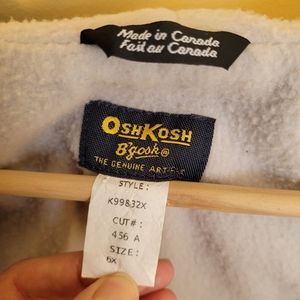 Made in Canada
Fait au Canada
OSHKOSH
B'gosh®
THE GENUINE ARTICLE
STYLE:
K99832X
CUT#:
456 A
SIZE:
6X